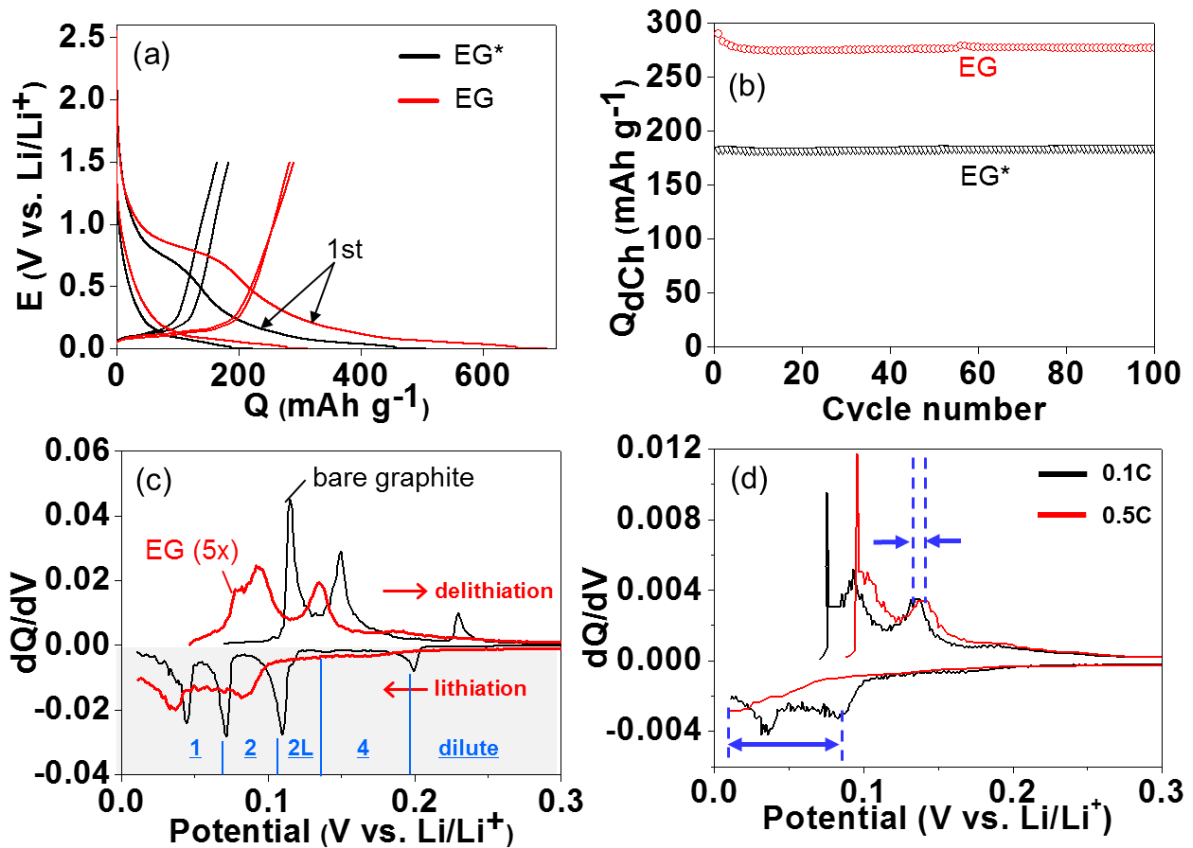 (a)
EG*
EG
1st
2.5
2.0
1.5
1.0
0.5
0.0
E (V vs. Li/Li⁺)
0 200 400 600
Q (mAh g⁻¹)
(b)
EG
EG*
300
250
200
150
100
50
0
QdCh (mAh g⁻¹)
0 20 40 60 80 100
Cycle number
(c)
bare graphite
EG (5x)
delithiation
lithiation
1 2 2L 4 dilute
0.06
0.04
0.02
0.00
-0.02
-0.04
dQ/dV
0.0 0.1 0.2 0.3
Potential (V vs. Li/Li⁺)
(d)
0.1C
0.5C
0.012
0.008
0.004
0.000
-0.004
dQ/dV
0.0 0.1 0.2 0.3
Potential (V vs. Li/Li⁺)